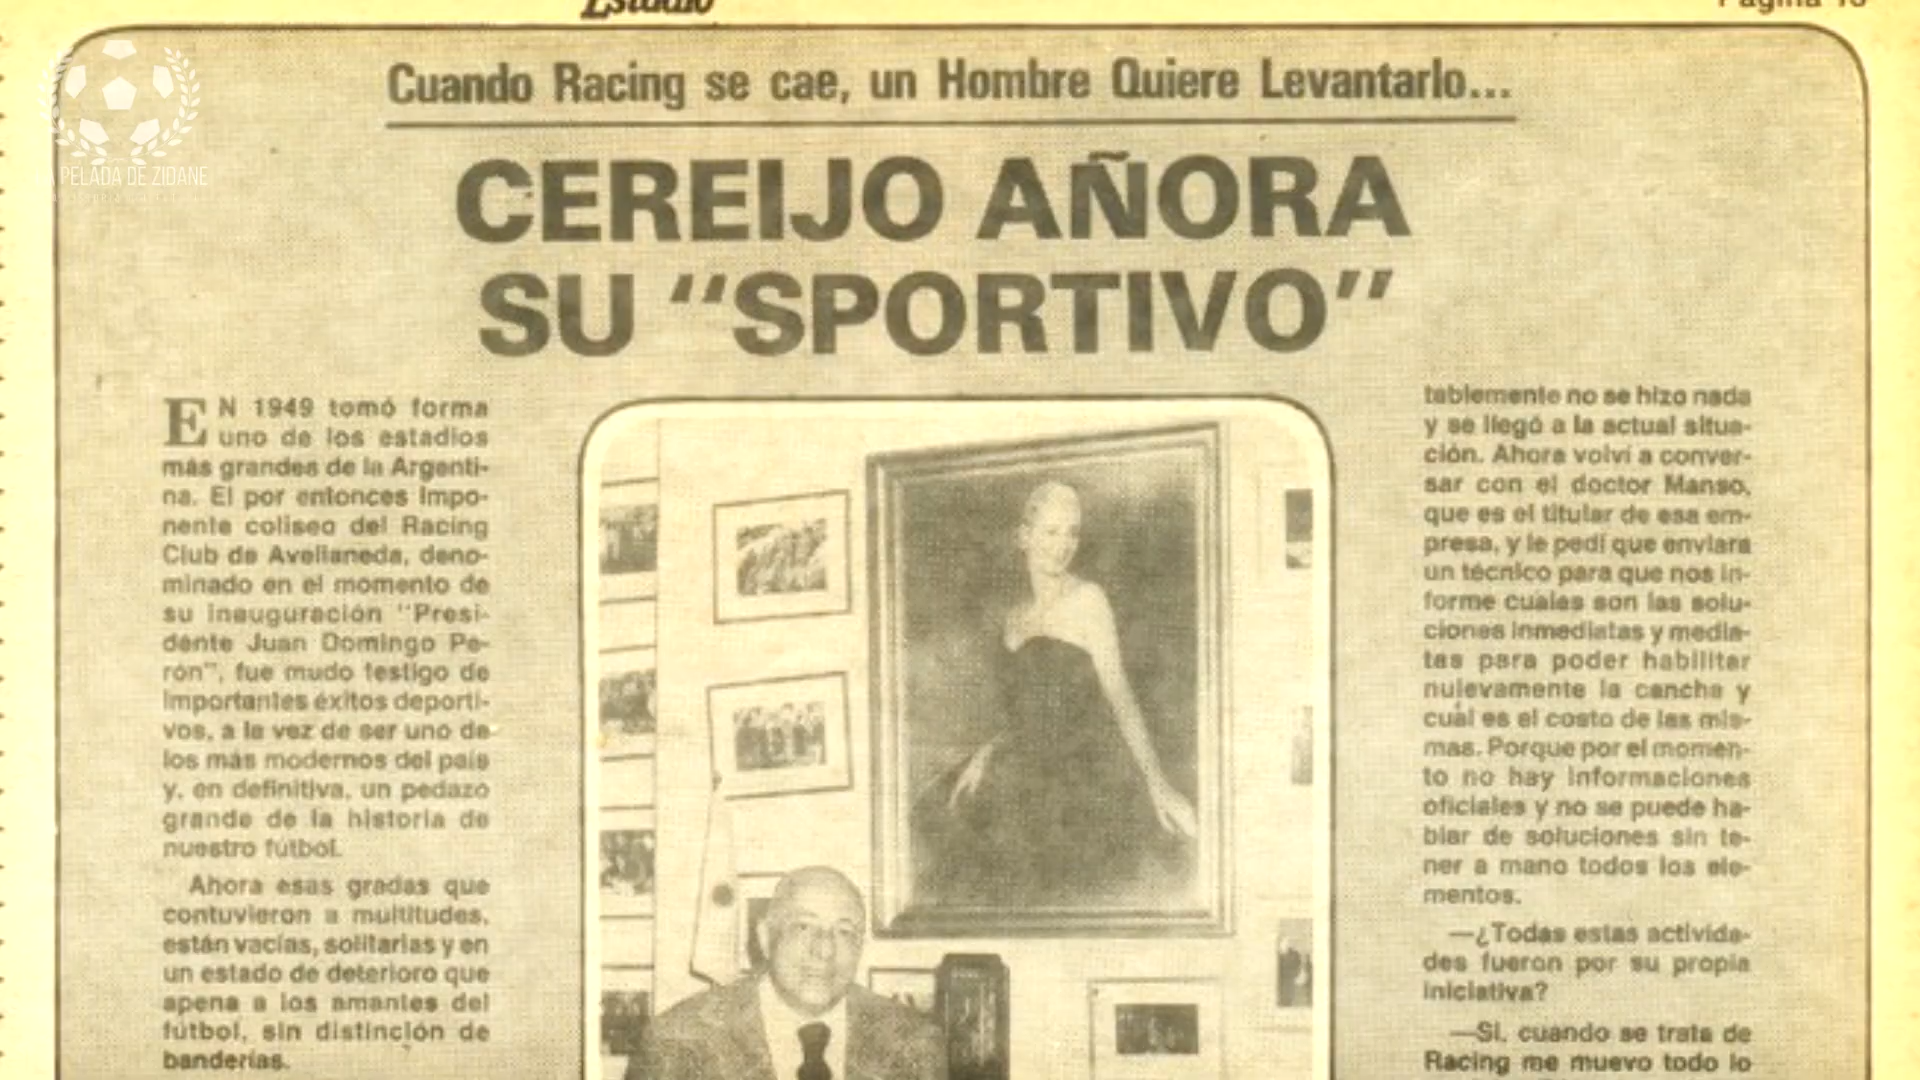 Estadio
Página 18
PELADA DE ZIDANE
Cuando Racing se cae, un Hombre Quiere Levantarlo...
CEREIJO AÑORA
SU "SPORTIVO"
EN 1949 tomó forma
uno de los estadios
más grandes de la Argenti-
na. El por entonces impo-
nente coliseo del Racing
Club de Avellaneda, deno-
minado en el momento de
su inauguración "Presi-
dente Juan Domingo Pe-
rón", fue mudo testigo de
importantes éxitos deporti-
vos, a la vez de ser uno de
los más modernos del país
y, en definitiva, un pedazo
grande de la historia de
nuestro fútbol.
Ahora esas gradas que
contuvieron a multitudes,
están vacías, solitarias y en
un estado de deterioro que
apena a los amantes del
fútbol, sin distinción de
banderías.
tablemente no se hizo nada
y se llegó a la actual situa-
ción. Ahora volví a conver-
sar con el doctor Manso,
que es el titular de esa em-
presa, y le pedí que enviara
un técnico para que nos in-
forme cuales son las solu-
ciones inmediatas y media-
tas para poder habilitar
nuievamente la cancha y
cuál es el costo de las mis-
mas. Porque por el momen-
to no hay informaciones
oficiales y no se puede ha-
blar de soluciones sin te-
ner a mano todos los ele-
mentos.
—¿Todas estas activida-
des fueron por su propia
iniciativa?
—Sí, cuando se trata de
Racing me muevo todo lo